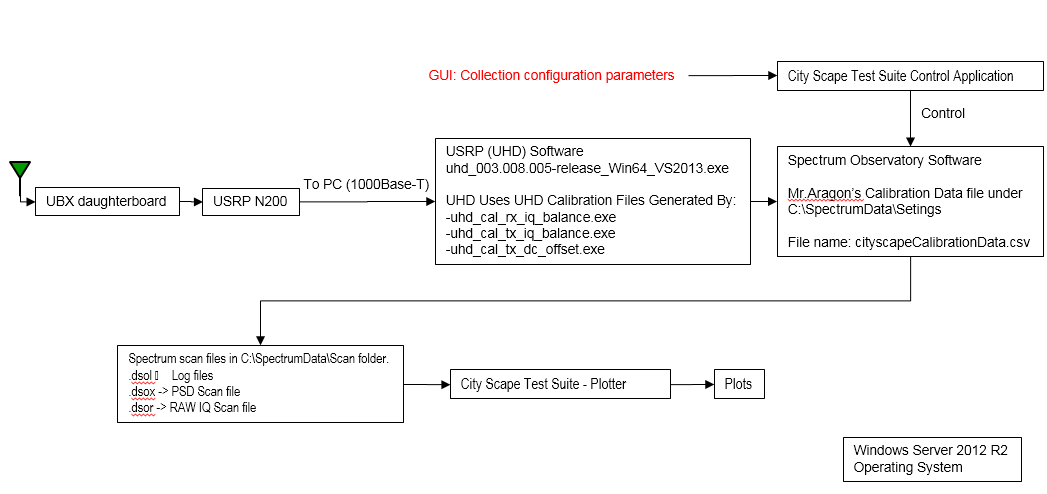 GUI: Collection configuration parameters
City Scape Test Suite Control Application
Control
USRP (UHD) Software
uhd_003.008.005-release_Win64_VS2013.exe
UHD Uses UHD Calibration Files Generated By:
-uhd_cal_rx_iq_balance.exe
-uhd_cal_tx_iq_balance.exe
-uhd_cal_tx_dc_offset.exe
Spectrum Observatory Software
Mr.Aragon's Calibration Data file under
C:\SpectrumData\Setings
File name: cityscapeCalibrationData.csv
To PC (1000Base-T)
UBX daughterboard
USRP N200
Spectrum scan files in C:\SpectrumData\Scan folder.
.dsol Log files
.dsox -> PSD Scan file
.dsor -> RAW IQ Scan file
City Scape Test Suite - Plotter
Plots
Windows Server 2012 R2
Operating System